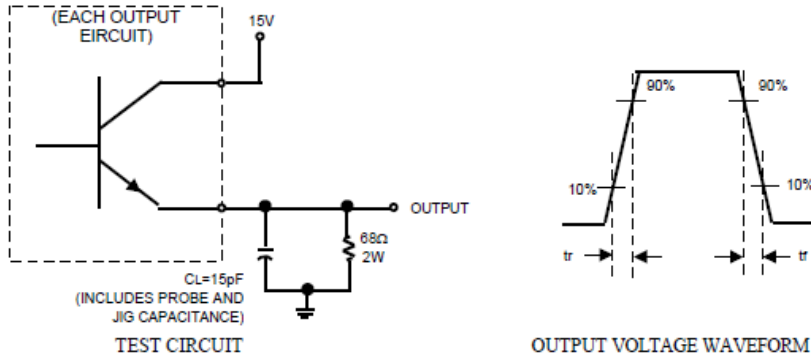 (EACH OUTPUT
EIRCUIT)
15V
OUTPUT
68Ω
2W
CL=15pF
(INCLUDES PROBE AND
JIG CAPACITANCE)
TEST CIRCUIT
90%
90%
10%
10%
tr
tf
OUTPUT VOLTAGE WAVEFORM